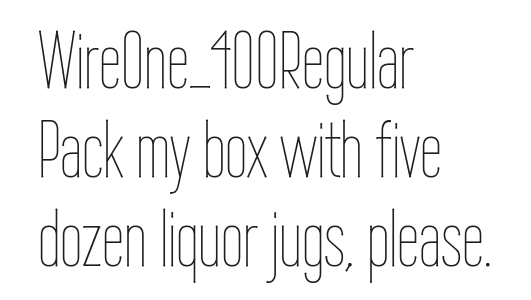 WireOne_400Regular
Pack my box with five
dozen liquor jugs, please.